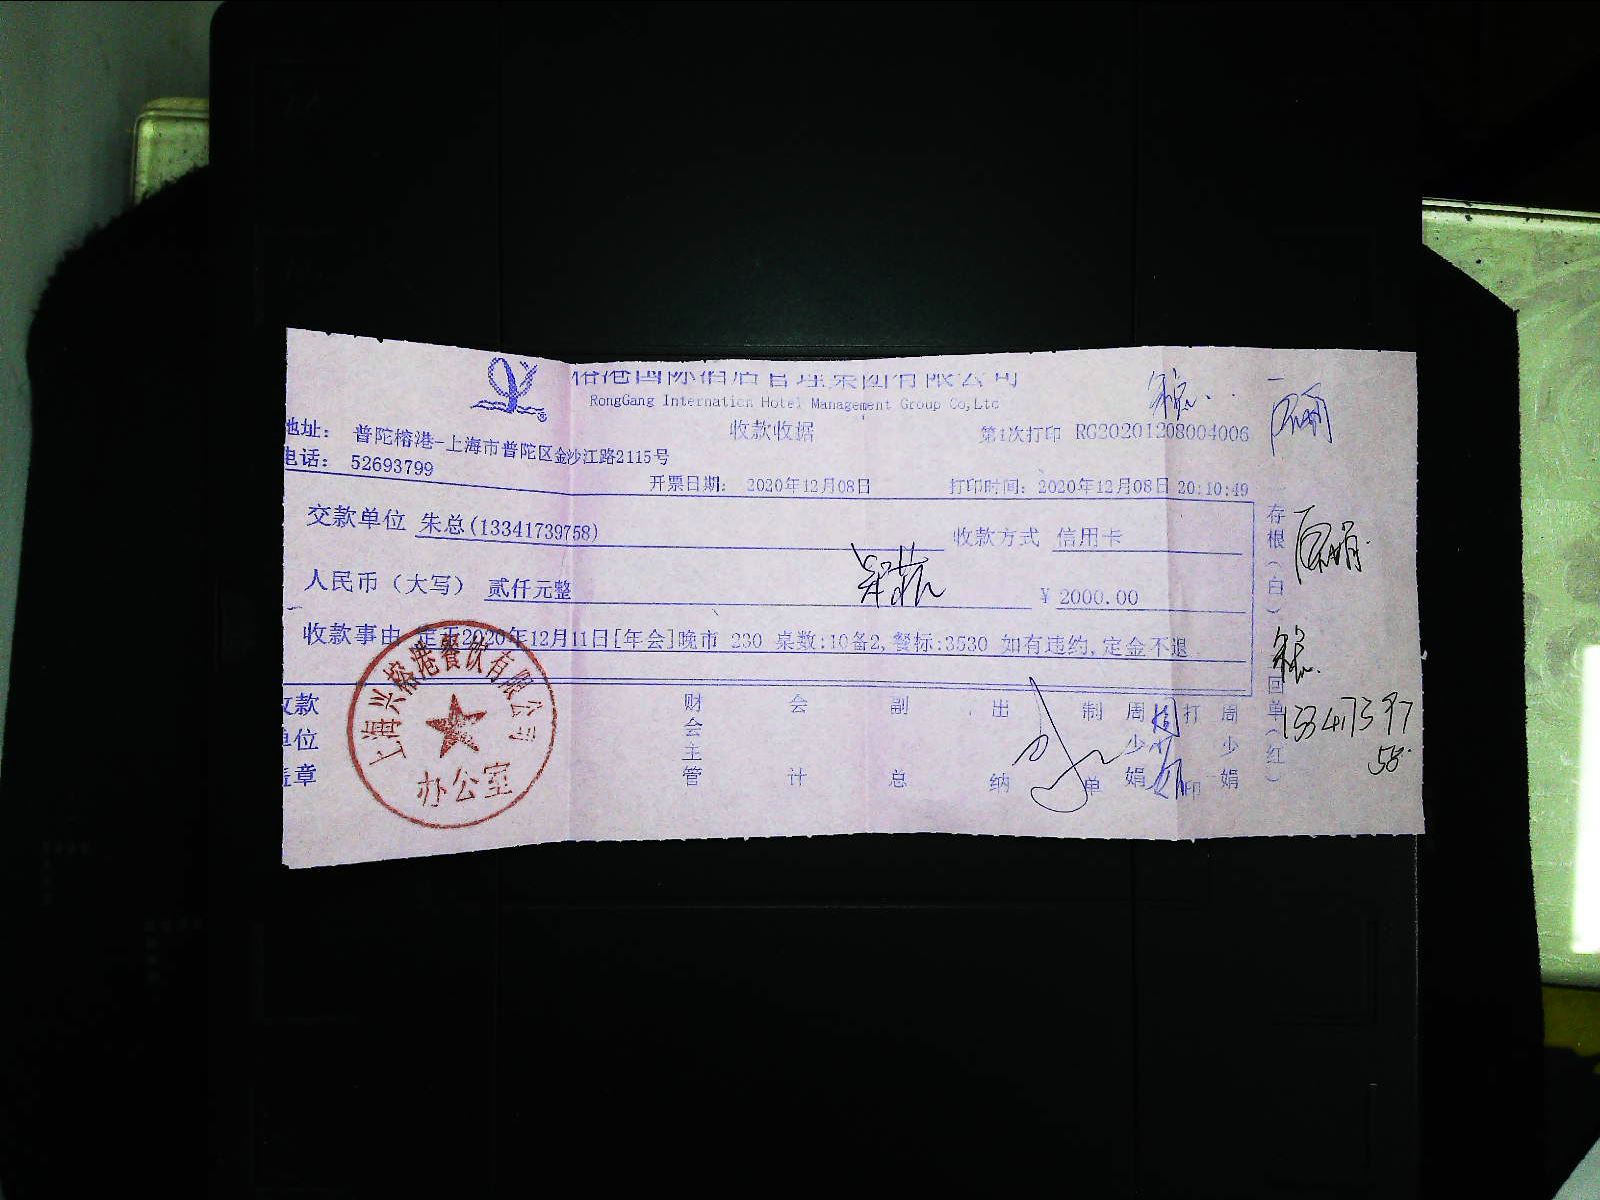 榕港国际酒店管理集团有限公司
RongGang Internation Hotel Management Group Co,Ltc
收款收据
第1次打印 RG20201208004006
地址： 普陀榕港-上海市普陀区金沙江路2115号
电话： 52693799
开票日期： 2020年12月08日 打印时间：2020年12月08日 20:10:49
交款单位 朱总(13341739758) 收款方式 信用卡
人民币（大写） 贰仟元整 ￥ 2000.00
收款事由 定于2020年12月11日[年会]晚市 230 桌数:10备2,餐标:3530 如有违约,定金不退
收款单位盖章
财会主管
会计
副总
出纳
制单
周少娟
打印
周少娟
存根（白） 回单（红）
上海兴榕港餐饮有限公司
办公室
133417397
58